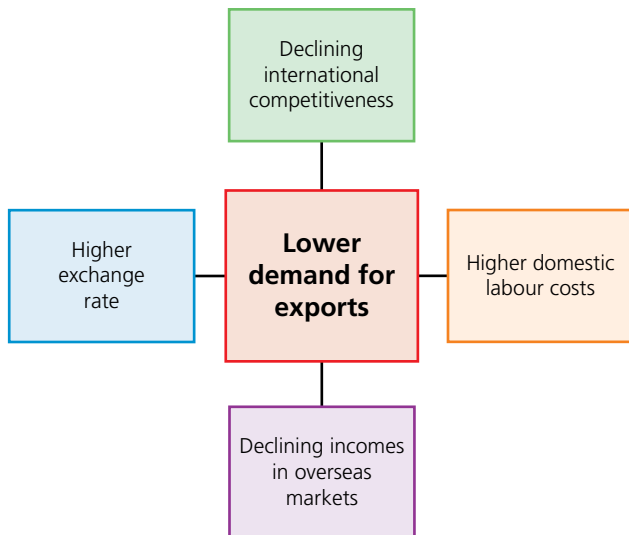 Declining
international
competitiveness
Higher
exchange
rate
Lower
demand for
exports
Higher domestic
labour costs
Declining incomes
in overseas
markets